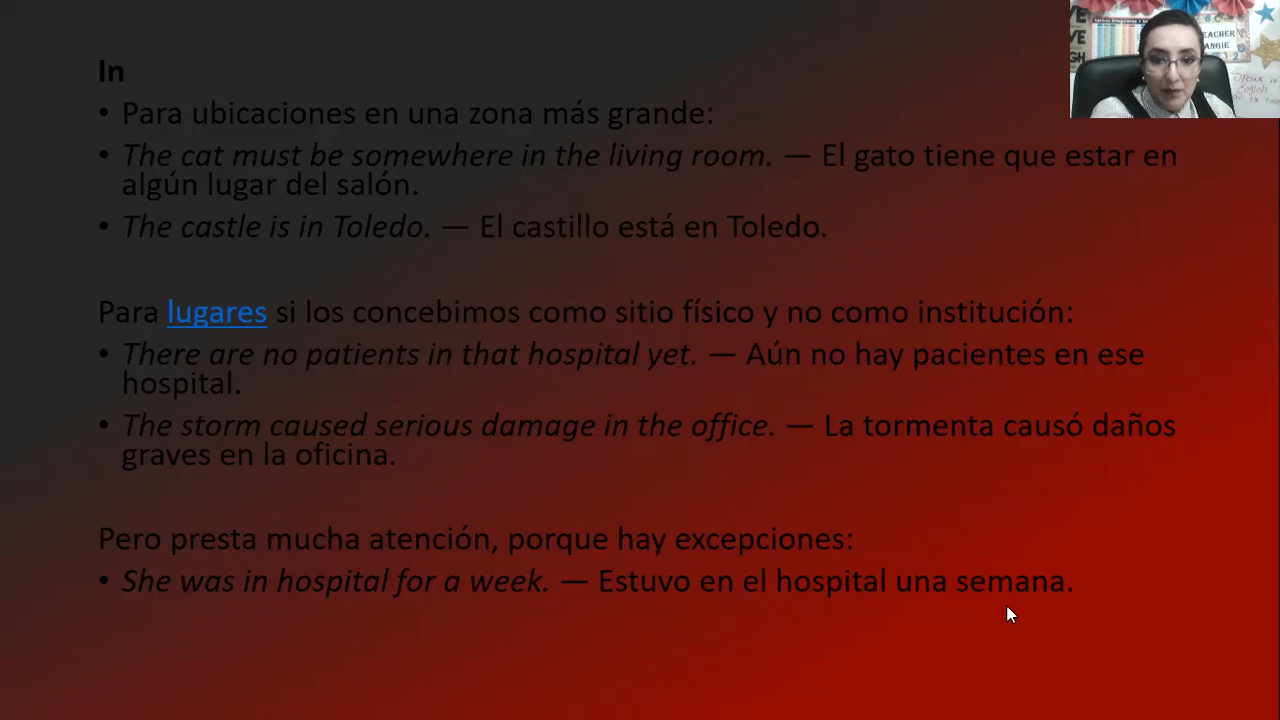 In
• Para ubicaciones en una zona más grande:
• The cat must be somewhere in the living room. — El gato tiene que estar en
algún lugar del salón.
• The castle is in Toledo. — El castillo está en Toledo.
Para lugares si los concebimos como sitio físico y no como institución:
• There are no patients in that hospital yet. — Aún no hay pacientes en ese
hospital.
• The storm caused serious damage in the office. — La tormenta causó daños
graves en la oficina.
Pero presta mucha atención, porque hay excepciones:
• She was in hospital for a week. — Estuvo en el hospital una semana.
TEACHER
ANGIE